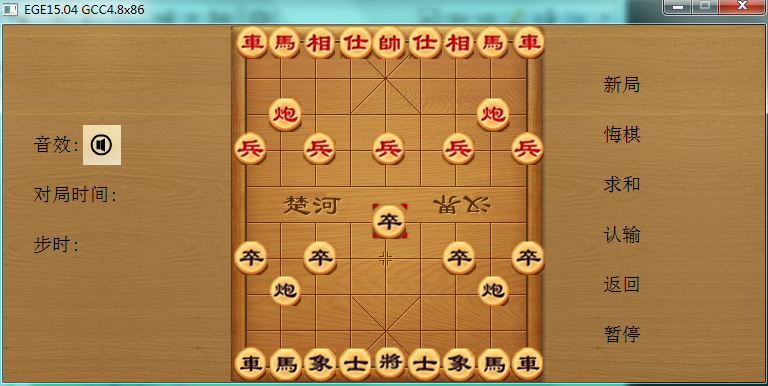 EGE15.04 GCC4.8x86
音效:
对局时间:
步时:
車馬相仕帥仕相馬車
炮 炮
兵 兵 兵 兵 兵
楚河 汉界
卒
卒 卒 卒 卒
炮 炮
車馬象士將士象馬車
新局
悔棋
求和
认输
返回
暂停